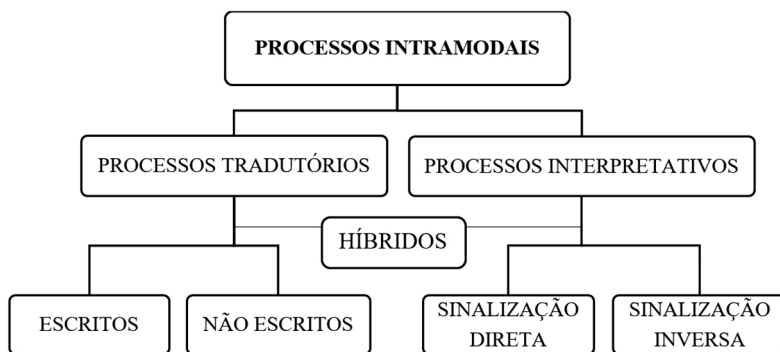 PROCESSOS INTRAMODAIS
PROCESSOS TRADUTÓRIOS
PROCESSOS INTERPRETATIVOS
HÍBRIDOS
ESCRITOS
NÃO ESCRITOS
SINALIZAÇÃO
DIRETA
SINALIZAÇÃO
INVERSA